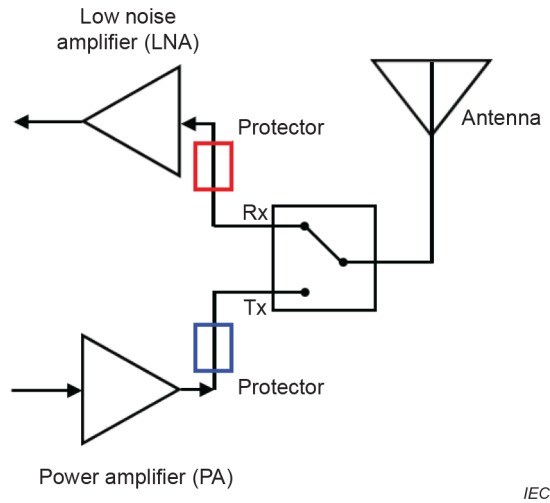 Low noise
amplifier (LNA)
Protector
Antenna
Rx
Tx
Protector
Power amplifier (PA)
IEC